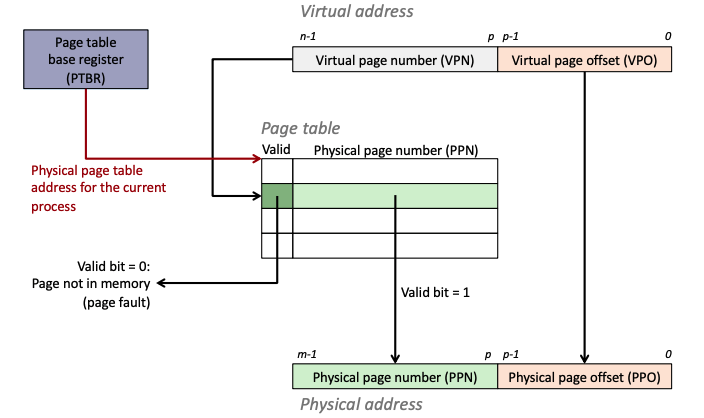 Virtual address
Page table
base register
(PTBR)
n-1 p p-1 0
Virtual page number (VPN) Virtual page offset (VPO)
Page table
Valid Physical page number (PPN)
Physical page table
address for the current
process
Valid bit = 0:
Page not in memory
(page fault)
Valid bit = 1
m-1 p p-1 0
Physical page number (PPN) Physical page offset (PPO)
Physical address